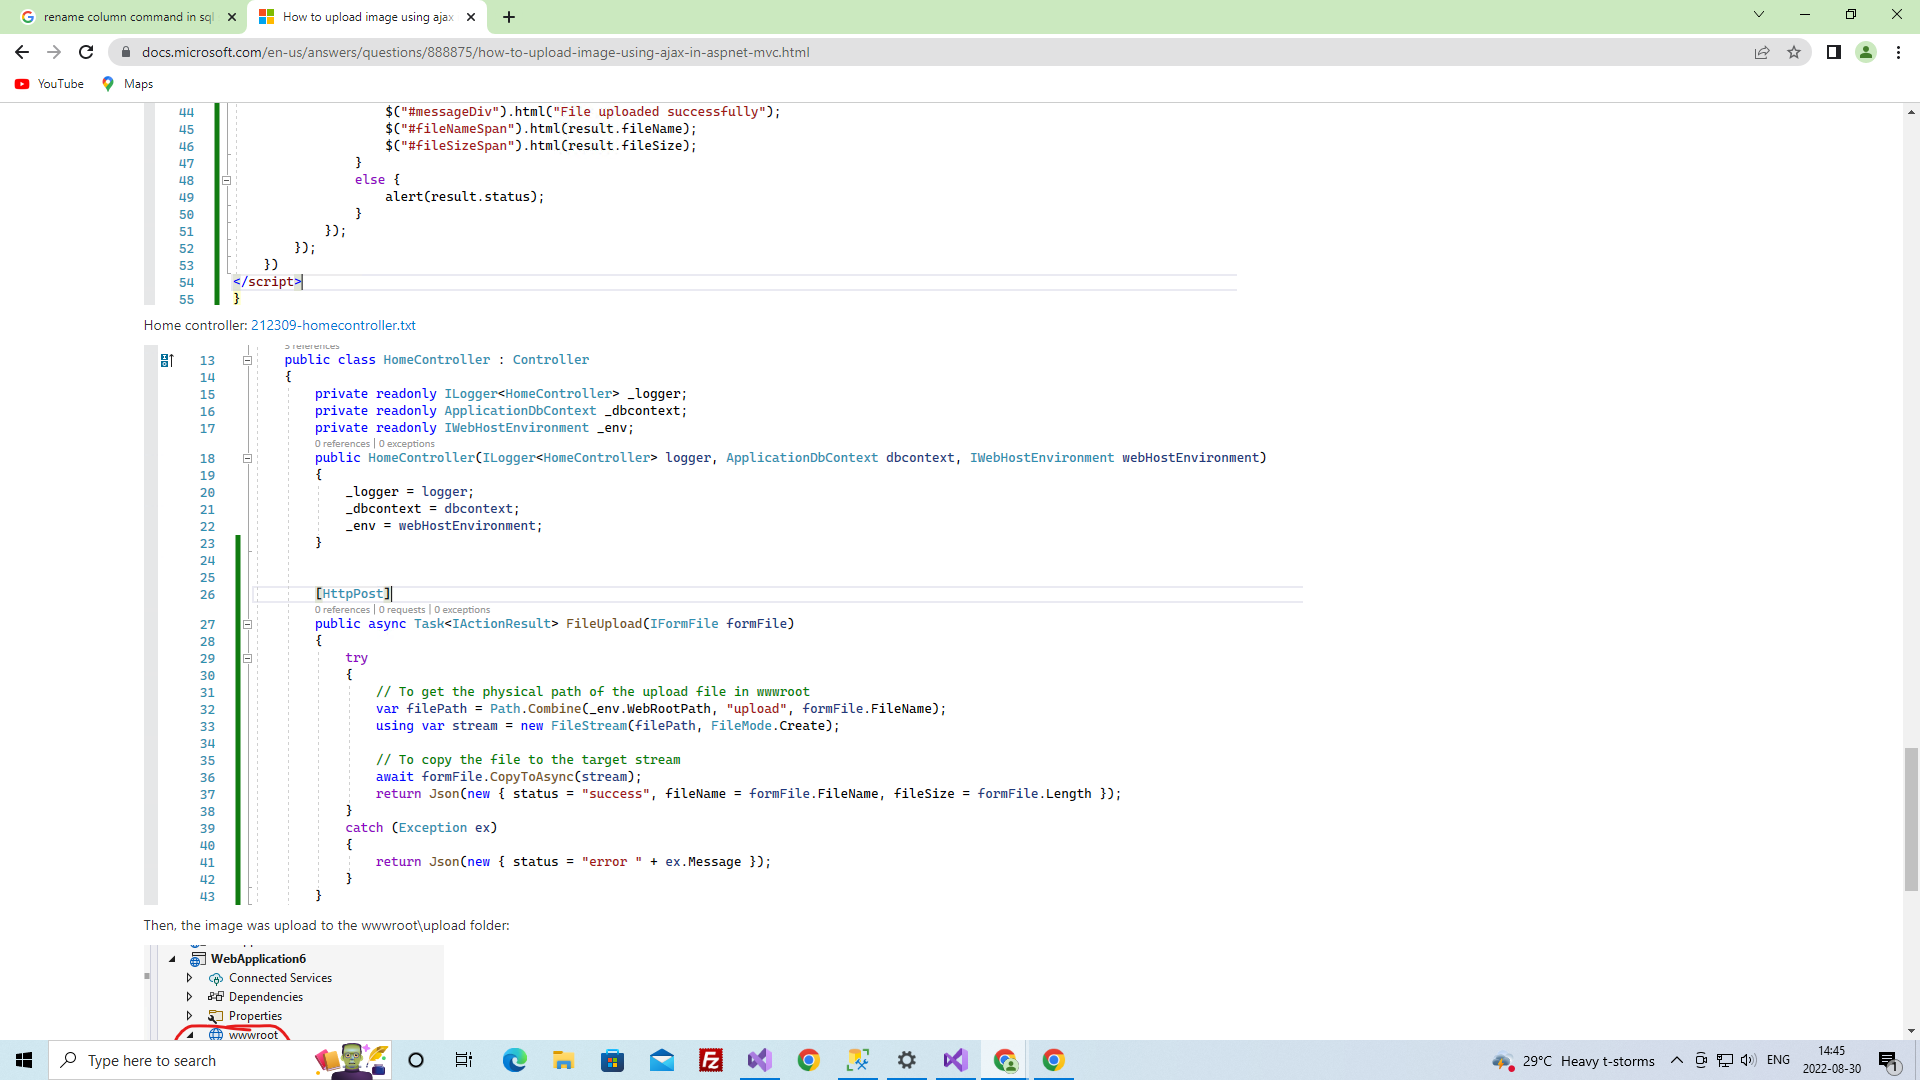 rename column command in sql
How to upload image using ajax
docs.microsoft.com/en-us/answers/questions/888875/how-to-upload-image-using-ajax-in-aspnet-mvc.html
YouTube
Maps
44 $("#messageDiv").html("File uploaded successfully");
45 $("#fileNameSpan").html(result.fileName);
46 $("#fileSizeSpan").html(result.fileSize);
47 }
48 else {
49 alert(result.status);
50 }
51 });
52 });
53 })
54 </script>
55 }
Home controller: 212309-homecontroller.txt
3 references
13 public class HomeController : Controller
14 {
15 private readonly ILogger<HomeController> _logger;
16 private readonly ApplicationDbContext _dbcontext;
17 private readonly IWebHostEnvironment _env;
0 references | 0 exceptions
18 public HomeController(ILogger<HomeController> logger, ApplicationDbContext dbcontext, IWebHostEnvironment webHostEnvironment)
19 {
20 _logger = logger;
21 _dbcontext = dbcontext;
22 _env = webHostEnvironment;
23 }
24
25
26 [HttpPost]
0 references | 0 requests | 0 exceptions
27 public async Task<IActionResult> FileUpload(IFormFile formFile)
28 {
29 try
30 {
31 // To get the physical path of the upload file in wwwroot
32 var filePath = Path.Combine(_env.WebRootPath, "upload", formFile.FileName);
33 using var stream = new FileStream(filePath, FileMode.Create);
34
35 // To copy the file to the target stream
36 await formFile.CopyToAsync(stream);
37 return Json(new { status = "success", fileName = formFile.FileName, fileSize = formFile.Length });
38 }
39 catch (Exception ex)
40 {
41 return Json(new { status = "error " + ex.Message });
42 }
43 }
Then, the image was upload to the wwwroot\upload folder:
WebApplication6
Connected Services
Dependencies
Properties
wwwroot
Type here to search
29°C Heavy t-storms
ENG
14:45
2022-08-30
1